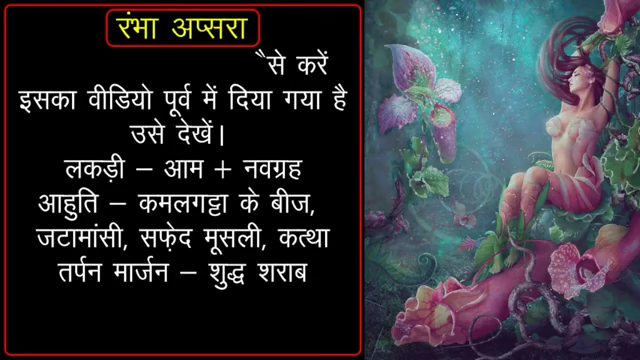 रंभा अप्सरा
से करें
इसका वीडियो पूर्व में दिया गया है
उसे देखें।
लकड़ी – आम + नवग्रह
आहुति – कमलगट्टा के बीज,
जटामांसी, सफ़ेद मूसली, कत्था
तर्पन मार्जन – शुद्ध शराब